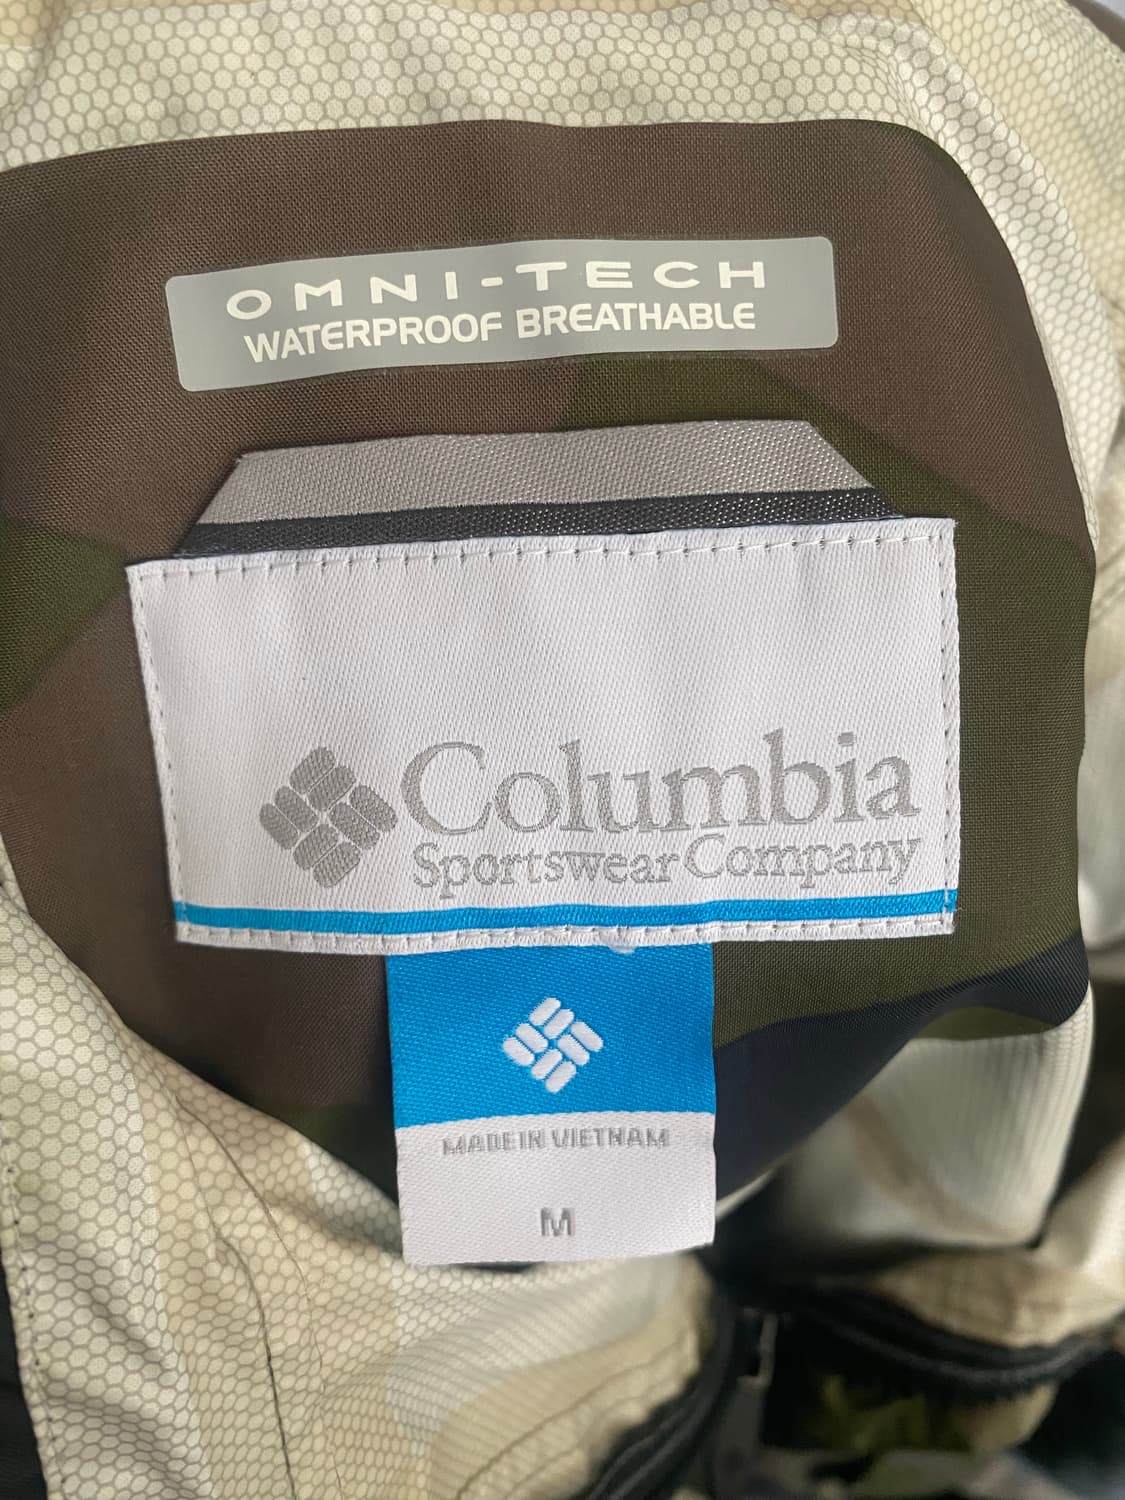 OMNI-TECH
WATERPROOF BREATHABLE
Columbia
Sportswear Company
MADE IN VIETNAM
M